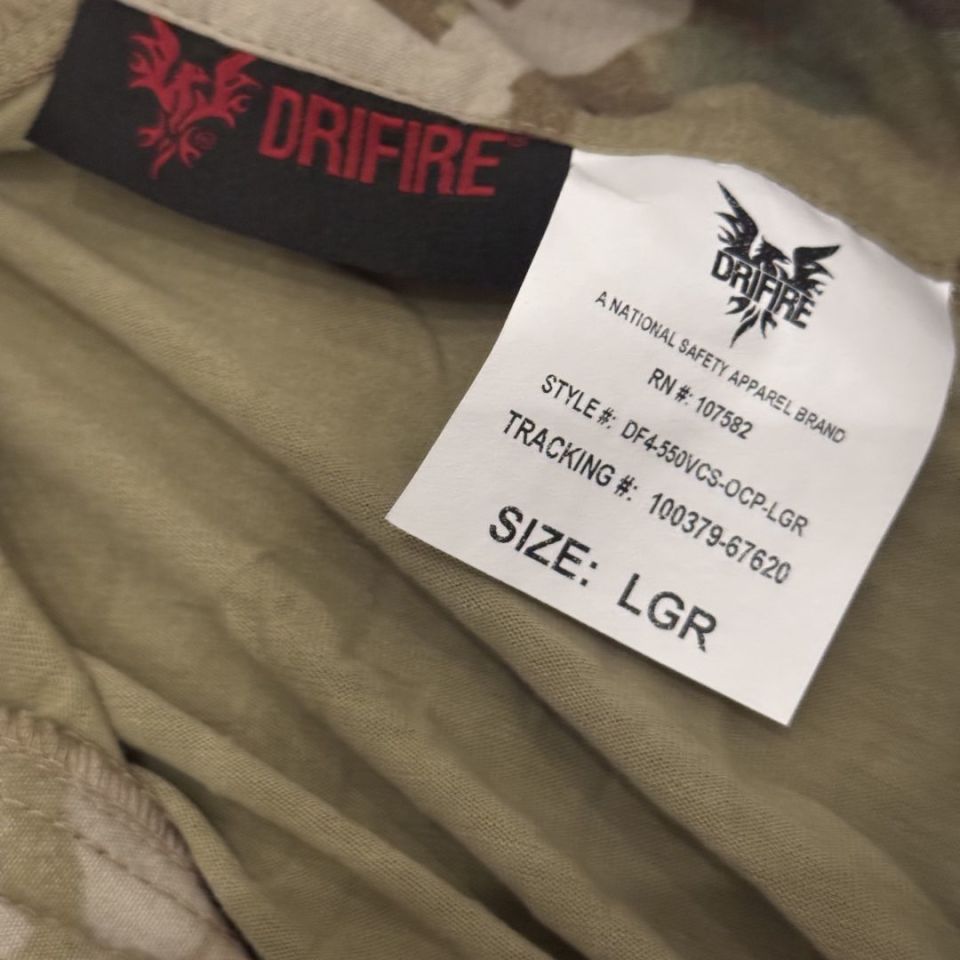 DRIFIRE
DRIFIRE
A NATIONAL SAFETY APPAREL BRAND
RN #: 107582
STYLE #: DF4-550VCS-OCP-LGR
TRACKING #: 100379-67620
SIZE: LGR